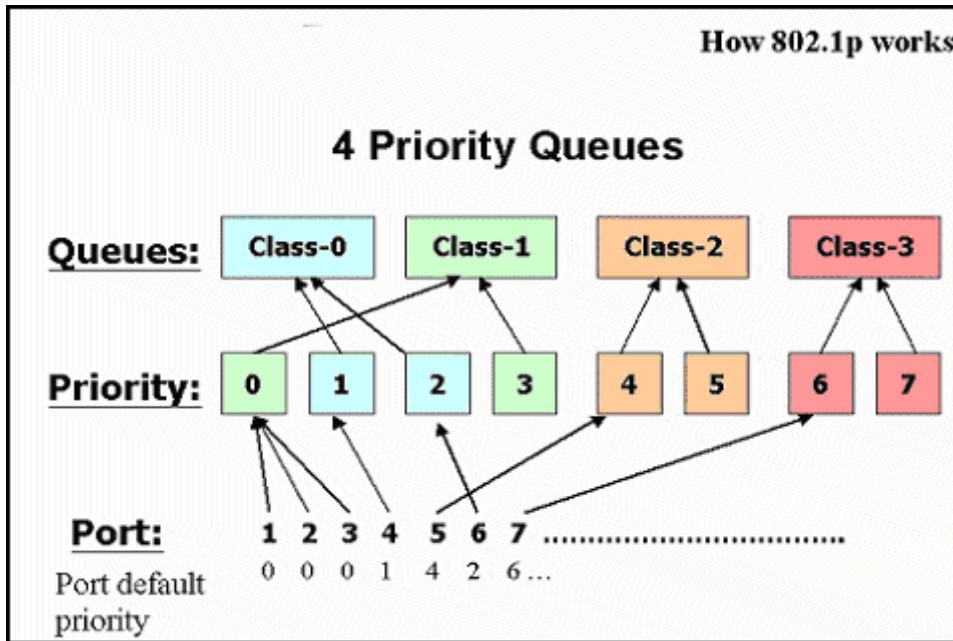 How 802.1p works
4 Priority Queues
Queues: Class-0 Class-1 Class-2 Class-3
Priority: 0 1 2 3 4 5 6 7
Port: 1 2 3 4 5 6 7 ..................................
Port default priority 0 0 0 1 4 2 6 ...